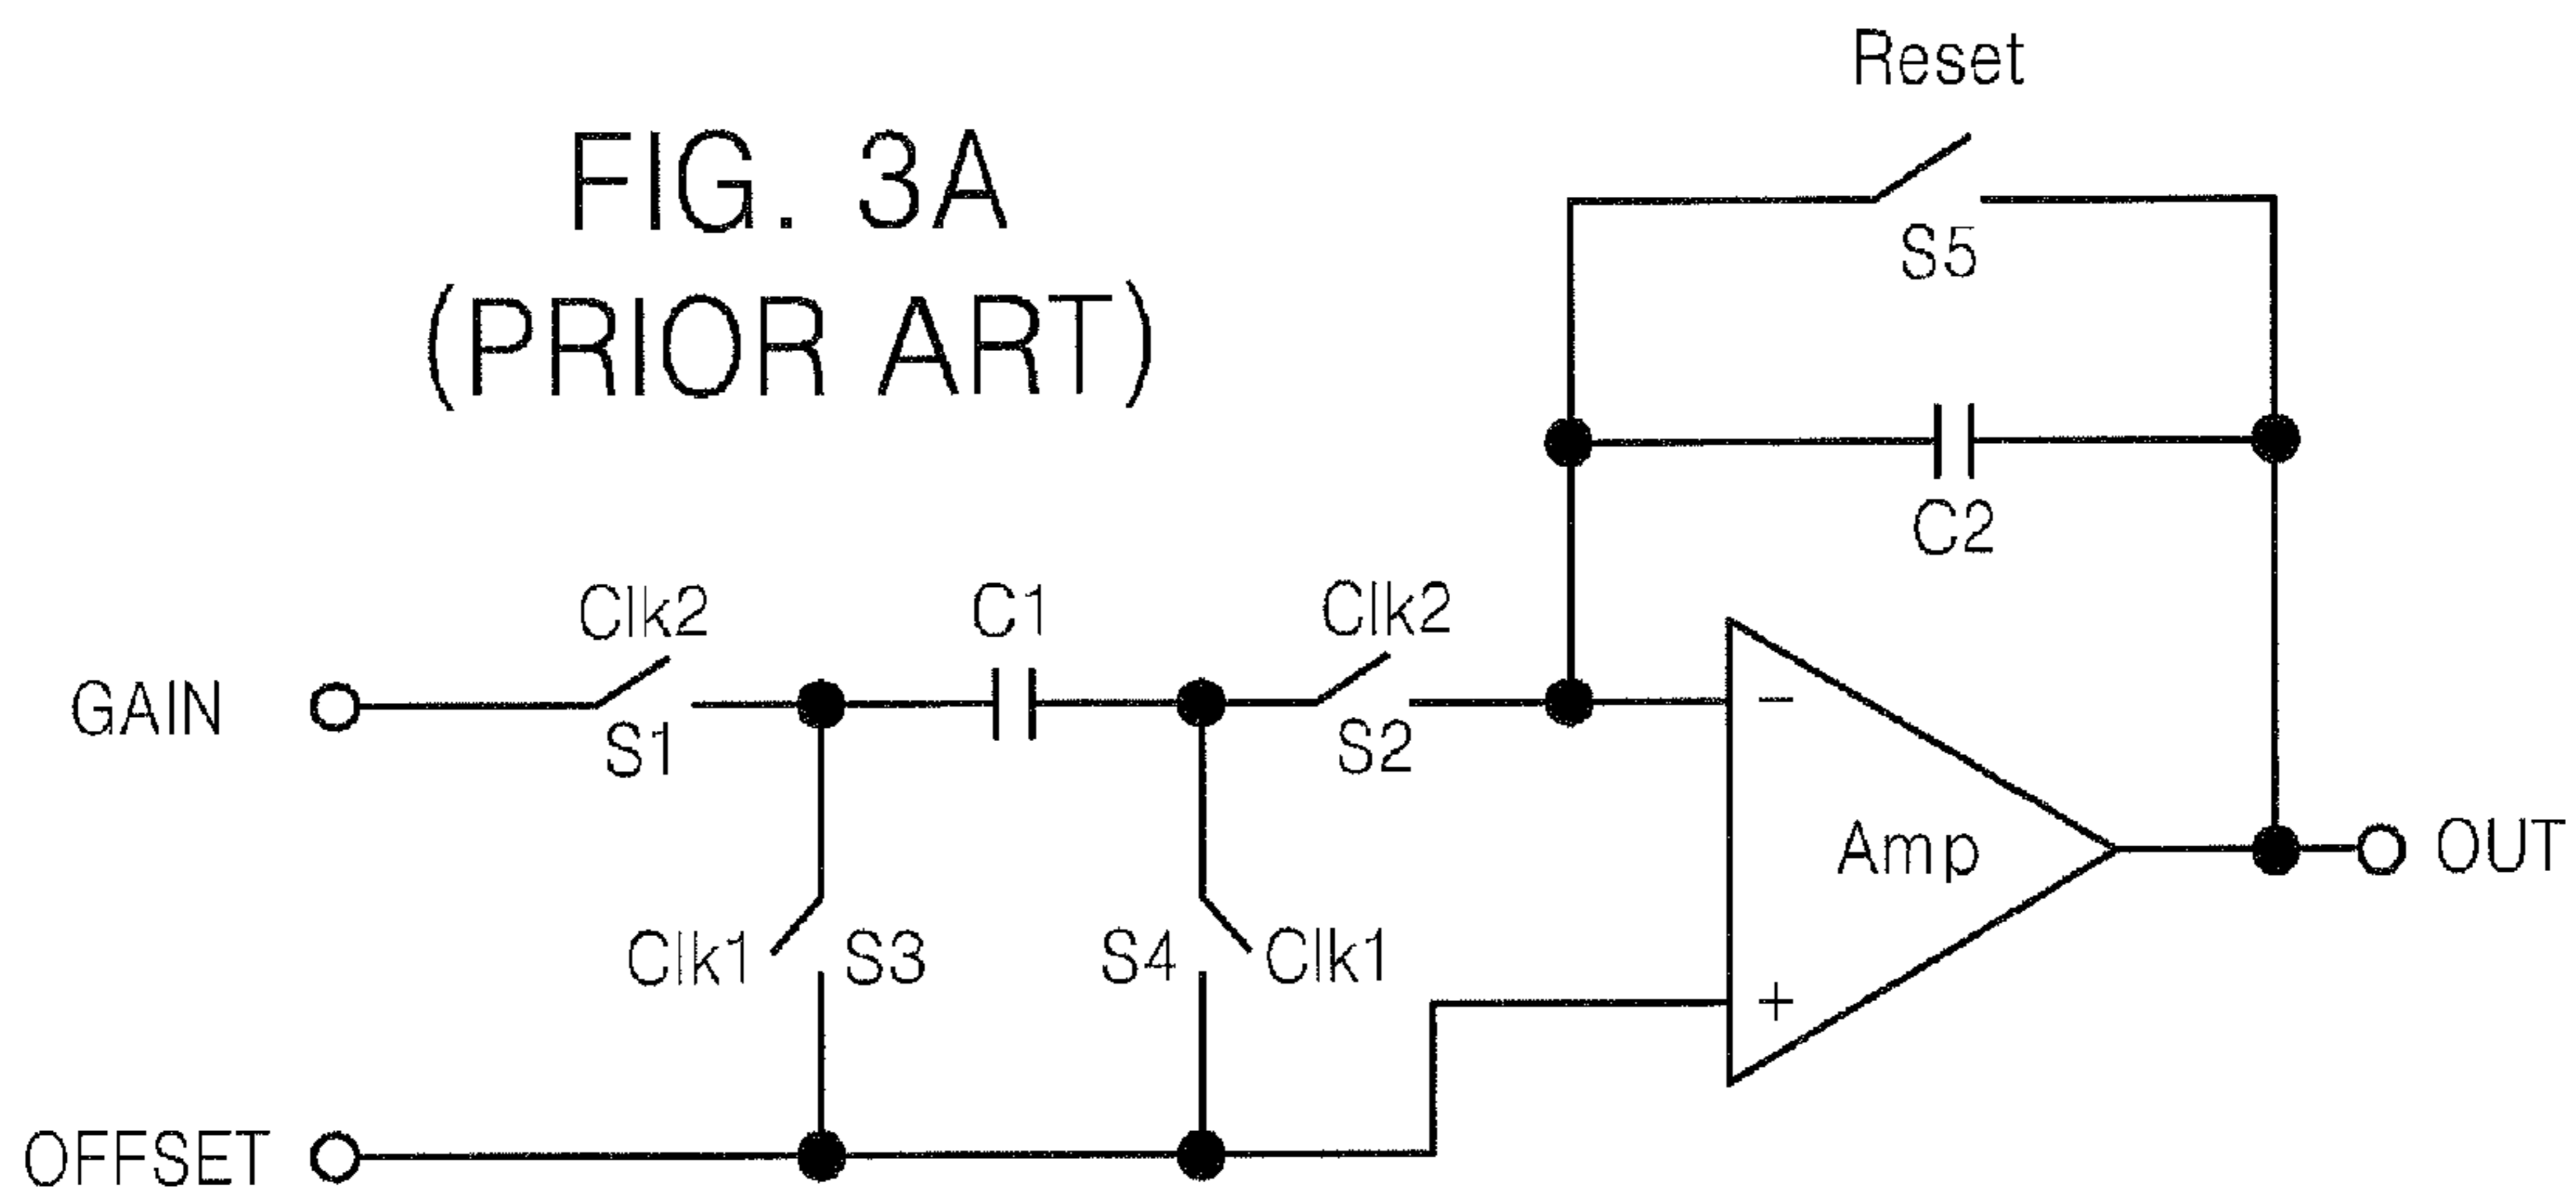 Reset
FIG. 3A
(PRIOR ART)
S5
C2
Clk2
C1
Clk2
GAIN
S1
S2
−
Amp
OUT
Clk1
S3
S4
Clk1
+
OFFSET